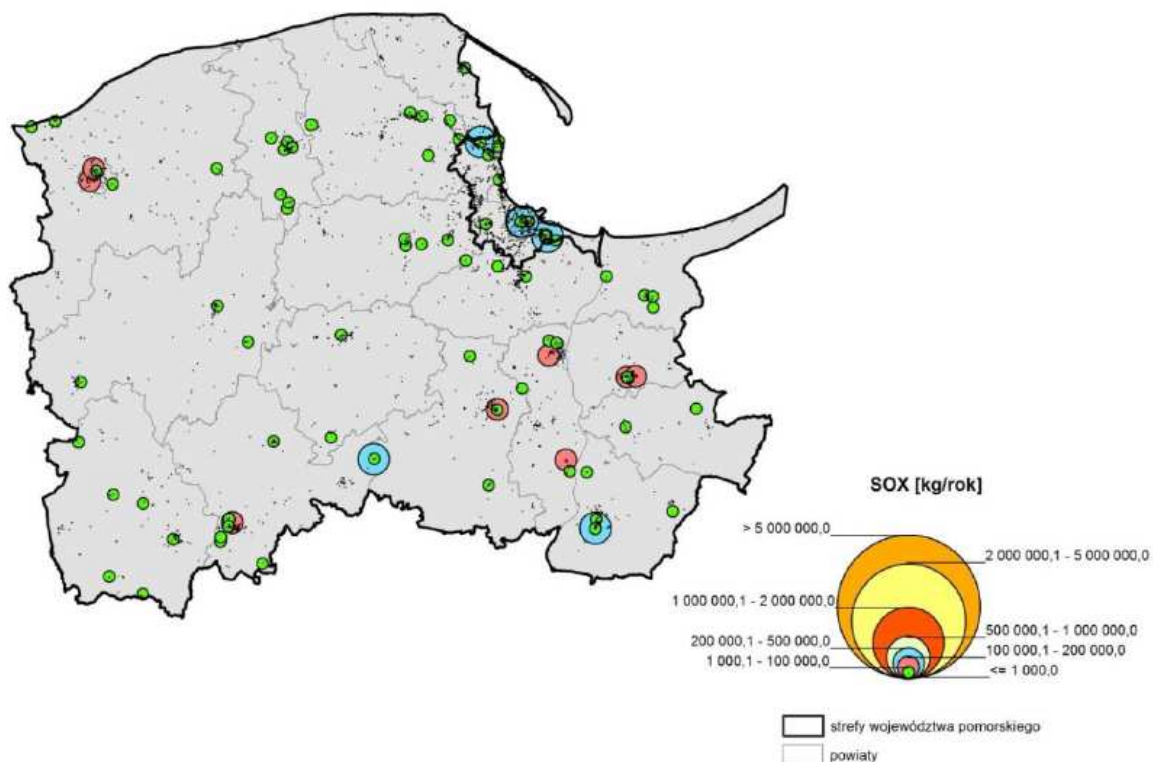 SOX [kg/rok]
> 5 000 000,0
2 000 000,1 - 5 000 000,0
1 000 000,1 - 2 000 000,0
500 000,1 - 1 000 000,0
200 000,1 - 500 000,0
100 000,1 - 200 000,0
1 000,1 - 100 000,0
<= 1 000,0
strefy województwa pomorskiego
powiaty